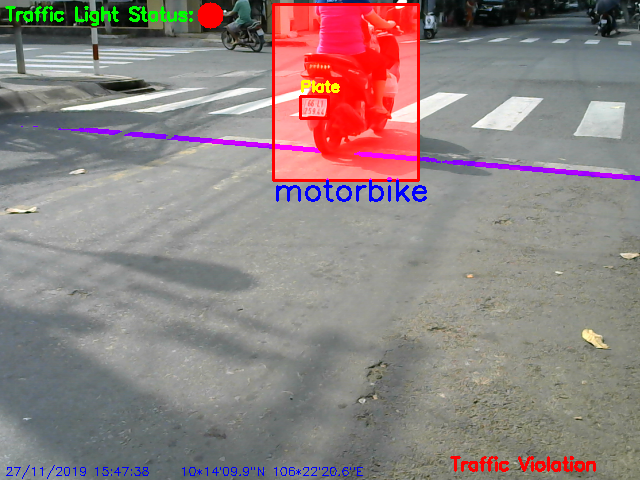 Traffic Light Status:
Plate
motorbike
27/11/2019 15:47:38 10*14'09.9"N 106*22'20.6"E
Traffic Violation